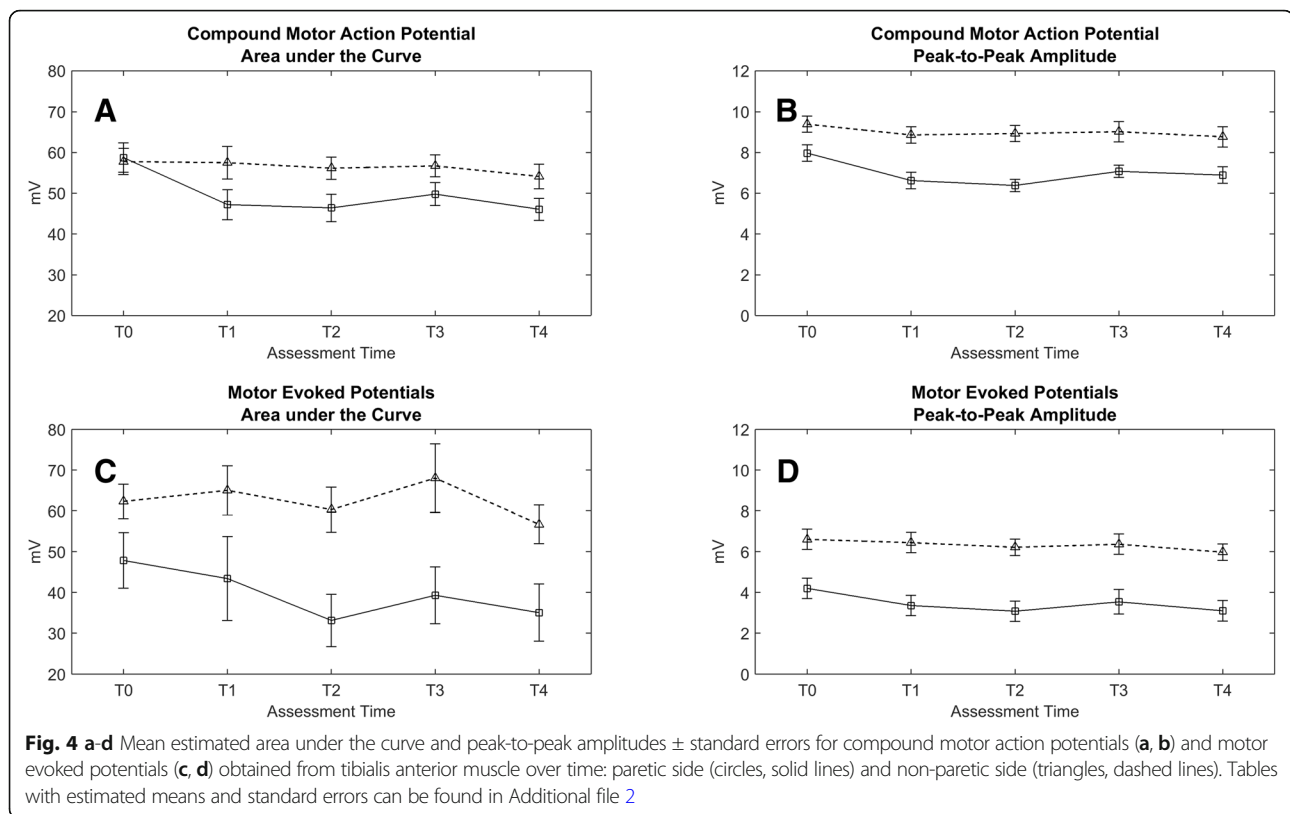 Compound Motor Action Potential
Area under the Curve
80
70
60
50
40
30
20
mV
A
T0 T1 T2 T3 T4
Assessment Time
Compound Motor Action Potential
Peak-to-Peak Amplitude
12
10
8
6
4
2
0
mV
B
T0 T1 T2 T3 T4
Assessment Time
Motor Evoked Potentials
Area under the Curve
80
70
60
50
40
30
20
mV
C
T0 T1 T2 T3 T4
Assessment Time
Motor Evoked Potentials
Peak-to-Peak Amplitude
12
10
8
6
4
2
0
mV
D
T0 T1 T2 T3 T4
Assessment Time
Fig. 4 a-d Mean estimated area under the curve and peak-to-peak amplitudes ± standard errors for compound motor action potentials (a, b) and motor
evoked potentials (c, d) obtained from tibialis anterior muscle over time: paretic side (circles, solid lines) and non-paretic side (triangles, dashed lines). Tables
with estimated means and standard errors can be found in Additional file 2